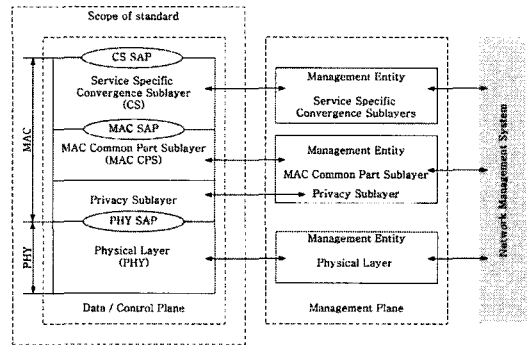 Scope of standard
CS SAP
Service Specific
Convergence Sublayer
(CS)
MAC SAP
MAC Common Part Sublayer
(MAC CPS)
Privacy Sublayer
PHY SAP
Physical Layer
(PHY)
Data / Control Plane
MAC
PHY
Management Entity
Service Specific
Convergence Sublayers
Management Entity
MAC Common Part Sublayer
Privacy Sublayer
Management Entity
Physical Layer
Management Plane
Network Management System